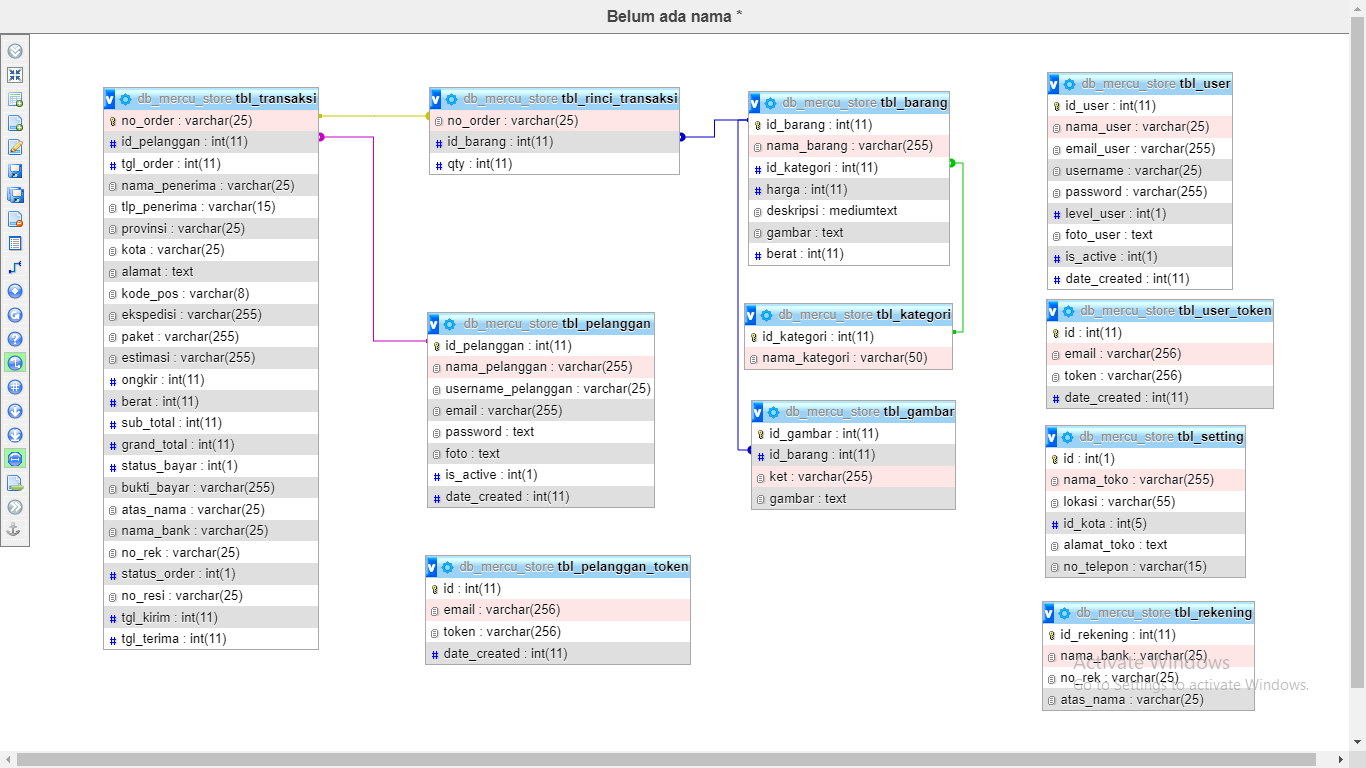 Belum ada nama *
db_mercu_store tbl_transaksi
no_order : varchar(25)
id_pelanggan : int(11)
tgl_order : int(11)
nama_penerima : varchar(25)
tlp_penerima : varchar(15)
provinsi : varchar(25)
kota : varchar(25)
alamat : text
kode_pos : varchar(8)
ekspedisi : varchar(255)
paket : varchar(255)
estimasi : varchar(255)
ongkir : int(11)
berat : int(11)
sub_total : int(11)
grand_total : int(11)
status_bayar : int(1)
bukti_bayar : varchar(255)
atas_nama : varchar(25)
nama_bank : varchar(25)
no_rek : varchar(25)
status_order : int(1)
no_resi : varchar(25)
tgl_kirim : int(11)
tgl_terima : int(11)
db_mercu_store tbl_rinci_transaksi
no_order : varchar(25)
id_barang : int(11)
qty : int(11)
db_mercu_store tbl_pelanggan
id_pelanggan : int(11)
nama_pelanggan : varchar(255)
username_pelanggan : varchar(25)
email : varchar(255)
password : text
foto : text
is_active : int(1)
date_created : int(11)
db_mercu_store tbl_pelanggan_token
id : int(11)
email : varchar(256)
token : varchar(256)
date_created : int(11)
db_mercu_store tbl_barang
id_barang : int(11)
nama_barang : varchar(255)
id_kategori : int(11)
harga : int(11)
deskripsi : mediumtext
gambar : text
berat : int(11)
db_mercu_store tbl_kategori
id_kategori : int(11)
nama_kategori : varchar(50)
db_mercu_store tbl_gambar
id_gambar : int(11)
id_barang : int(11)
ket : varchar(255)
gambar : text
db_mercu_store tbl_user
id_user : int(11)
nama_user : varchar(25)
email_user : varchar(255)
username : varchar(25)
password : varchar(255)
level_user : int(1)
foto_user : text
is_active : int(1)
date_created : int(11)
db_mercu_store tbl_user_token
id : int(11)
email : varchar(256)
token : varchar(256)
date_created : int(11)
db_mercu_store tbl_setting
id : int(1)
nama_toko : varchar(255)
lokasi : varchar(55)
id_kota : int(5)
alamat_toko : text
no_telepon : varchar(15)
db_mercu_store tbl_rekening
id_rekening : int(11)
nama_bank : varchar(25)
no_rek : varchar(25)
atas_nama : varchar(25)
Activate Windows
Go to Settings to activate Windows.